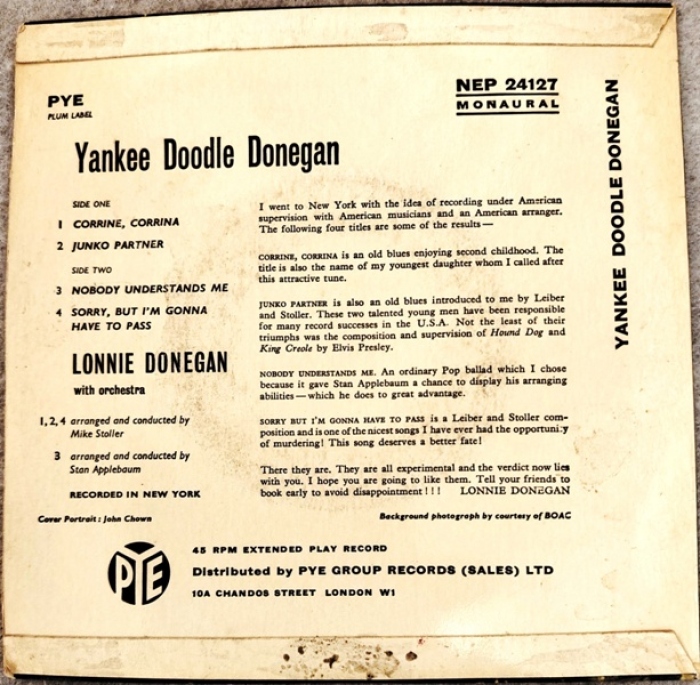 PYE
PLUM LABEL
NEP 24127
MONAURAL
Yankee Doodle Donegan
SIDE ONE
1 CORRINE, CORRINA
2 JUNKO PARTNER
SIDE TWO
3 NOBODY UNDERSTANDS ME
4 SORRY, BUT I'M GONNA
HAVE TO PASS
LONNIE DONEGAN
with orchestra
1, 2, 4 arranged and conducted by
Mike Stoller
3 arranged and conducted by
Stan Applebaum
RECORDED IN NEW YORK
Cover Portrait : John Chown
I went to New York with the idea of recording under American
supervision with American musicians and an American arranger.
The following four titles are some of the results —
CORRINE, CORRINA is an old blues enjoying second childhood. The
title is also the name of my youngest daughter whom I called after
this attractive tune.
JUNKO PARTNER is also an old blues introduced to me by Leiber
and Stoller. These two talented young men have been responsible
for many record successes in the U.S.A. Not the least of their
triumphs was the composition and supervision of Hound Dog and
King Creole by Elvis Presley.
NOBODY UNDERSTANDS ME. An ordinary Pop ballad which I chose
because it gave Stan Applebaum a chance to display his arranging
abilities — which he does to great advantage.
SORRY BUT I'M GONNA HAVE TO PASS is a Leiber and Stoller com-
position and is one of the nicest songs I have ever had the opportunity
of murdering! This song deserves a better fate!
There they are. They are all experimental and the verdict now lies
with you. I hope you are going to like them. Tell your friends to
book early to avoid disappointment ! ! ! LONNIE DONEGAN
Background photograph by courtesy of BOAC
YANKEE DOODLE DONEGAN
PYE
45 RPM EXTENDED PLAY RECORD
Distributed by PYE GROUP RECORDS (SALES) LTD
10A CHANDOS STREET LONDON W1